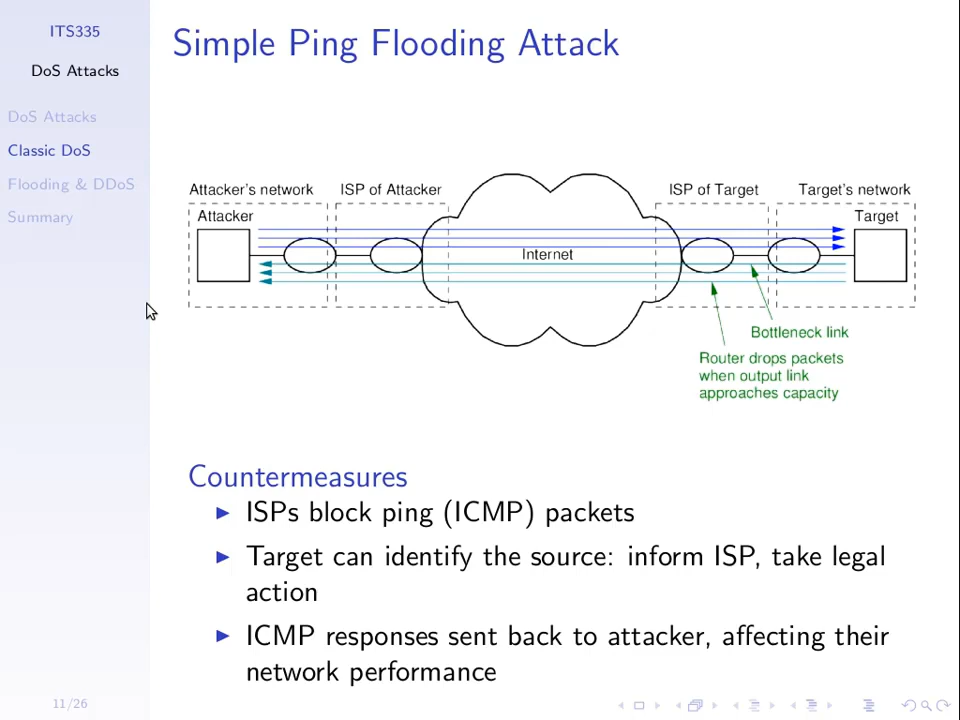 ITS335
DoS Attacks
DoS Attacks
Classic DoS
Flooding & DDoS
Summary
Simple Ping Flooding Attack
Attacker's network
ISP of Attacker
ISP of Target
Target's network
Attacker
Target
Internet
Bottleneck link
Router drops packets
when output link
approaches capacity
Countermeasures
ISPs block ping (ICMP) packets
Target can identify the source: inform ISP, take legal
action
ICMP responses sent back to attacker, affecting their
network performance
11/26